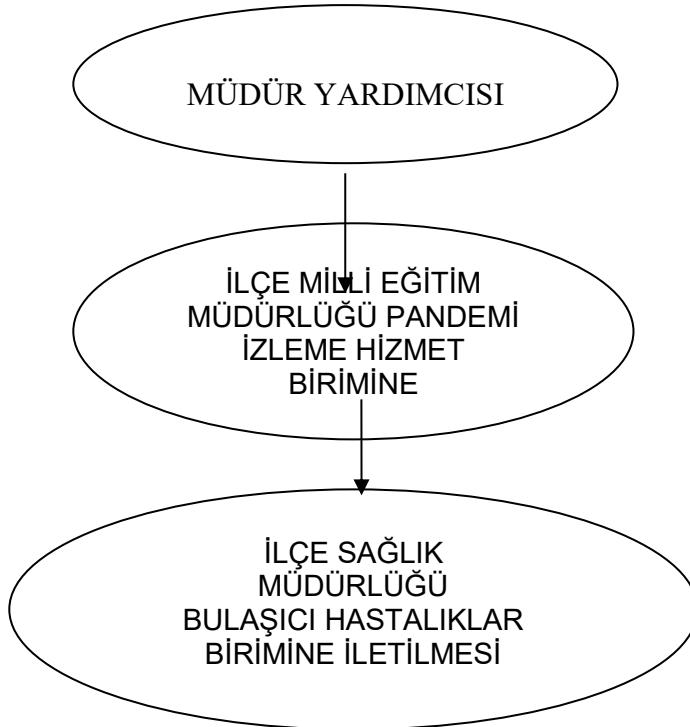 MÜDÜR YARDIMCISI
İLÇE MİLLİ EĞİTİM
MÜDÜRLÜĞÜ PANDEMİ
İZLEME HİZMET
BİRİMİNE
İLÇE SAĞLIK
MÜDÜRLÜĞÜ
BULAŞICI HASTALIKLAR
BİRİMİNE İLETİLMESİ